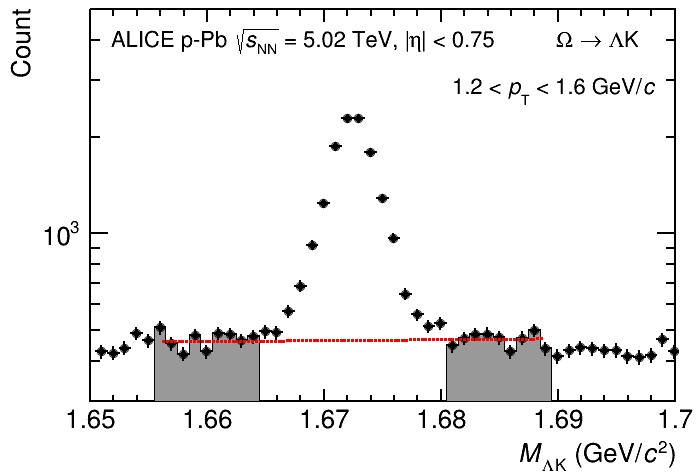 Count
ALICE p-Pb √sNN = 5.02 TeV, |η| < 0.75
Ω → ΛK
1.2 < pT < 1.6 GeV/c
10³
1.65 1.66 1.67 1.68 1.69 1.7
MΛK (GeV/c²)